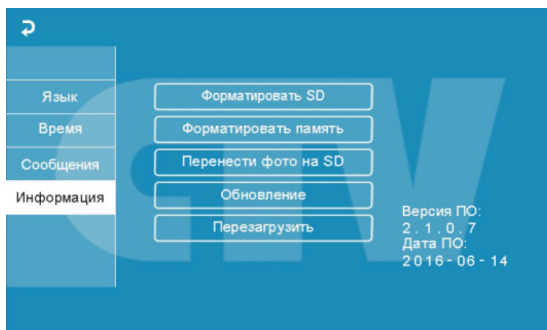 Язык
Время
Сообщения
Информация
Форматировать SD
Форматировать память
Перенести фото на SD
Обновление
Перезагрузить
Версия ПО:
2.1.0.7
Дата ПО:
2016-06-14